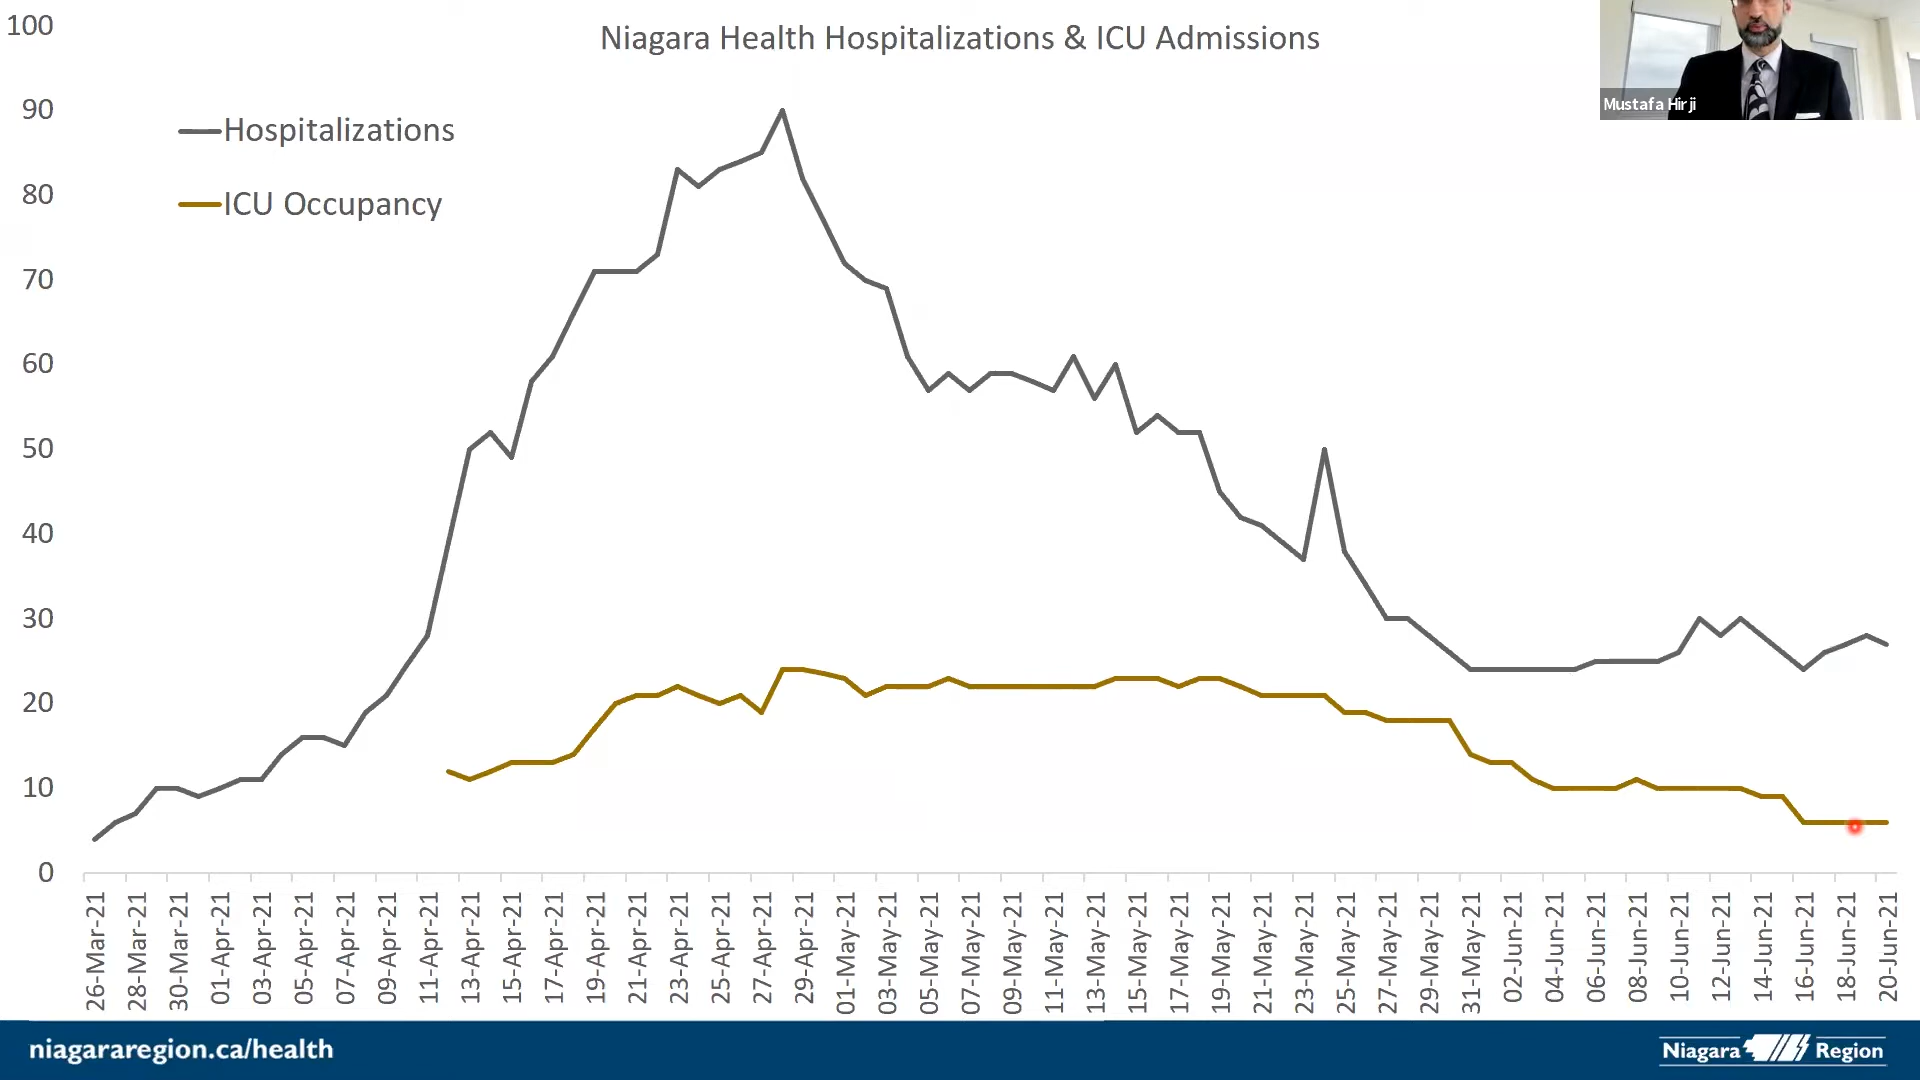 Niagara Health Hospitalizations & ICU Admissions
Mustafa Hirji
Hospitalizations
ICU Occupancy
100
90
80
70
60
50
40
30
20
10
0
26-Mar-21
28-Mar-21
30-Mar-21
01-Apr-21
03-Apr-21
05-Apr-21
07-Apr-21
09-Apr-21
11-Apr-21
13-Apr-21
15-Apr-21
17-Apr-21
19-Apr-21
21-Apr-21
23-Apr-21
25-Apr-21
27-Apr-21
29-Apr-21
01-May-21
03-May-21
05-May-21
07-May-21
09-May-21
11-May-21
13-May-21
15-May-21
17-May-21
19-May-21
21-May-21
23-May-21
25-May-21
27-May-21
29-May-21
31-May-21
02-Jun-21
04-Jun-21
06-Jun-21
08-Jun-21
10-Jun-21
12-Jun-21
14-Jun-21
16-Jun-21
18-Jun-21
20-Jun-21
niagararegion.ca/health
Niagara Region